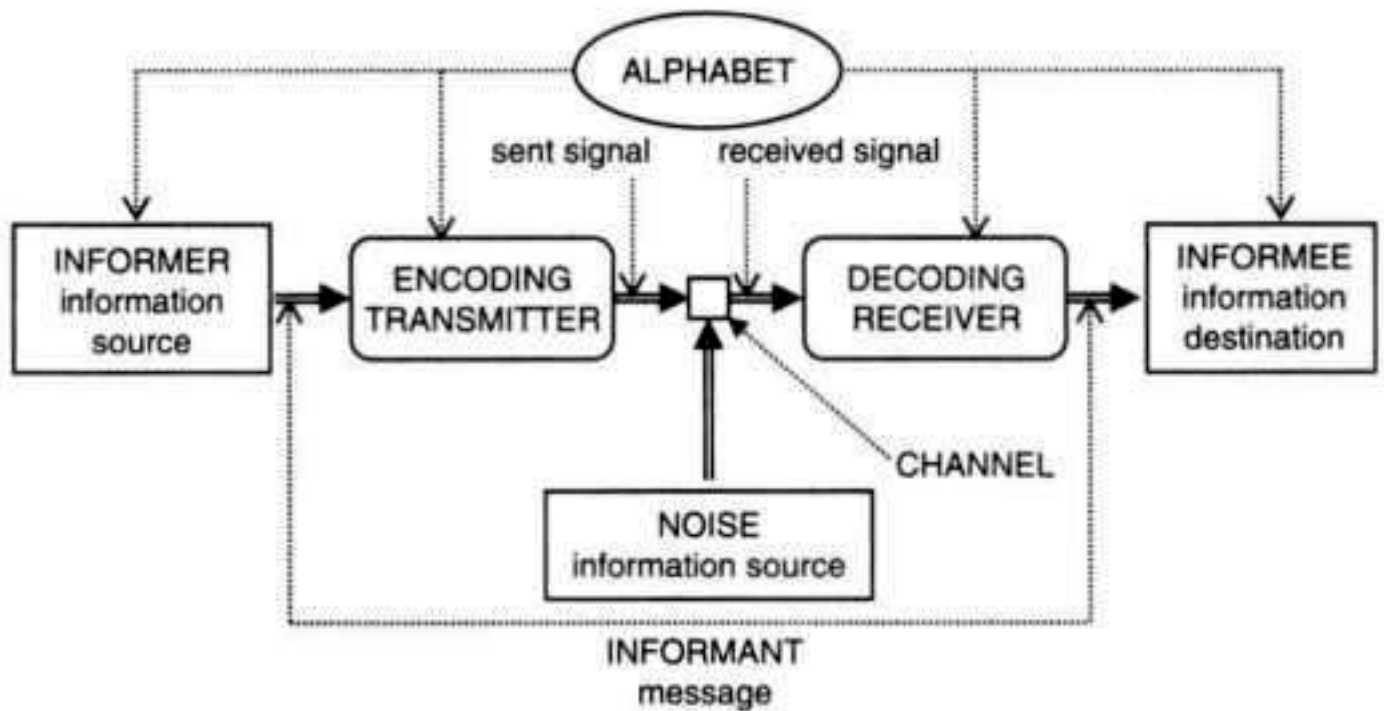 ALPHABET
sent signal
received signal
INFORMER
information
source
ENCODING
TRANSMITTER
DECODING
RECEIVER
INFORMEE
information
destination
CHANNEL
NOISE
information source
INFORMANT
message